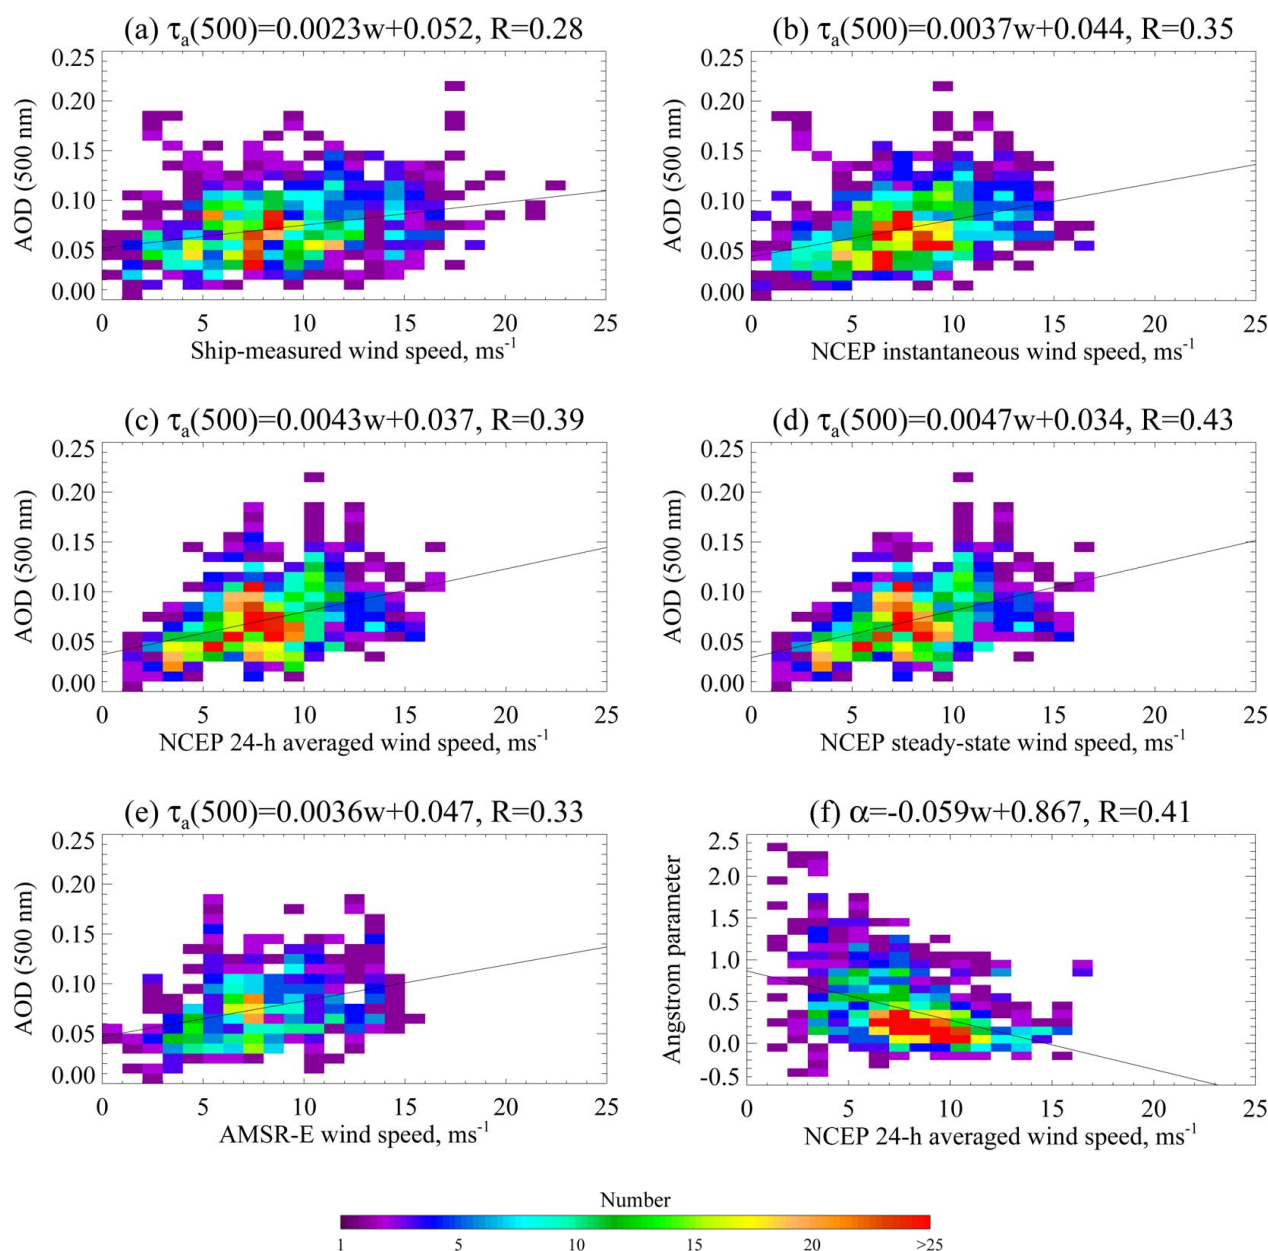 (a) τa(500)=0.0023w+0.052, R=0.28
(b) τa(500)=0.0037w+0.044, R=0.35
AOD (500 nm)
0.25
0.20
0.15
0.10
0.05
0.00
0 5 10 15 20 25
Ship-measured wind speed, ms-1
AOD (500 nm)
0.25
0.20
0.15
0.10
0.05
0.00
0 5 10 15 20 25
NCEP instantaneous wind speed, ms-1
(c) τa(500)=0.0043w+0.037, R=0.39
(d) τa(500)=0.0047w+0.034, R=0.43
AOD (500 nm)
0.25
0.20
0.15
0.10
0.05
0.00
0 5 10 15 20 25
NCEP 24-h averaged wind speed, ms-1
AOD (500 nm)
0.25
0.20
0.15
0.10
0.05
0.00
0 5 10 15 20 25
NCEP steady-state wind speed, ms-1
(e) τa(500)=0.0036w+0.047, R=0.33
(f) α=-0.059w+0.867, R=0.41
AOD (500 nm)
0.25
0.20
0.15
0.10
0.05
0.00
0 5 10 15 20 25
AMSR-E wind speed, ms-1
Angstrom parameter
2.5
2.0
1.5
1.0
0.5
0.0
-0.5
0 5 10 15 20 25
NCEP 24-h averaged wind speed, ms-1
Number
1 5 10 15 20 >25